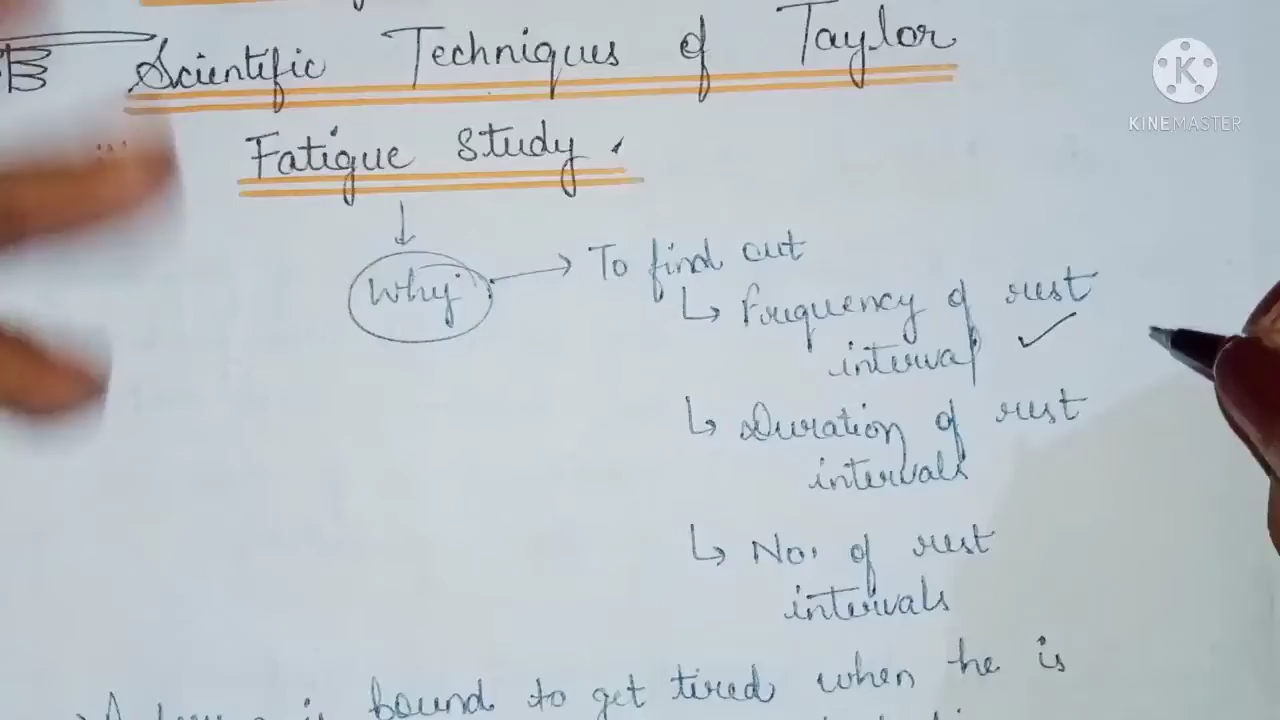 B Scientific Techniques of Taylor
KINEMASTER
Fatigue Study.
Why
To find out
Frequency of rest
interval
Duration of rest
intervals
No. of rest
intervals
is bound to get tired when he is